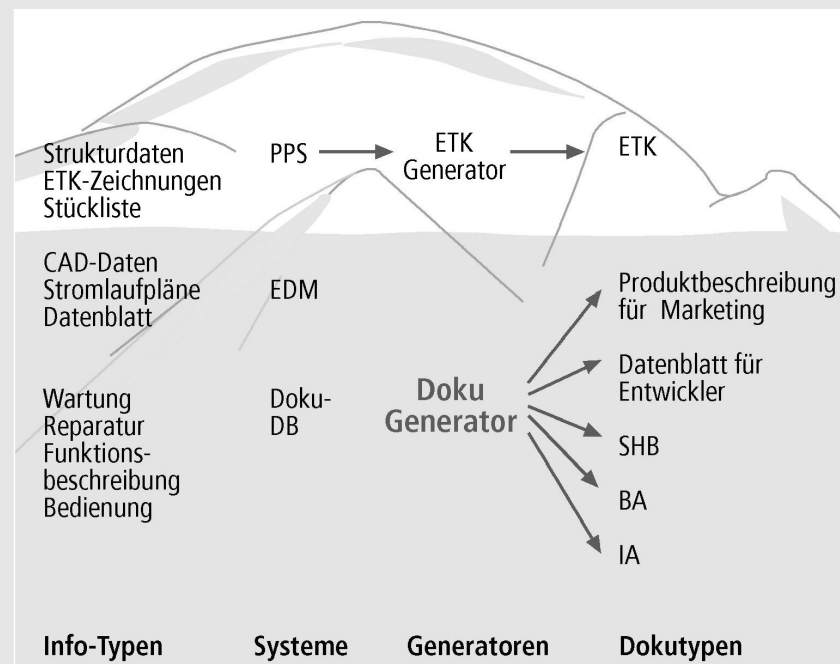 Strukturdaten
ETK-Zeichnungen
Stückliste
PPS
ETK
Generator
ETK
CAD-Daten
Stromlaufpläne
Datenblatt
EDM
Produktbeschreibung
für Marketing
Datenblatt für
Entwickler
Wartung
Reparatur
Funktions-
beschreibung
Bedienung
Doku-
DB
Doku
Generator
SHB
BA
IA
Info-Typen
Systeme
Generatoren
Dokutypen